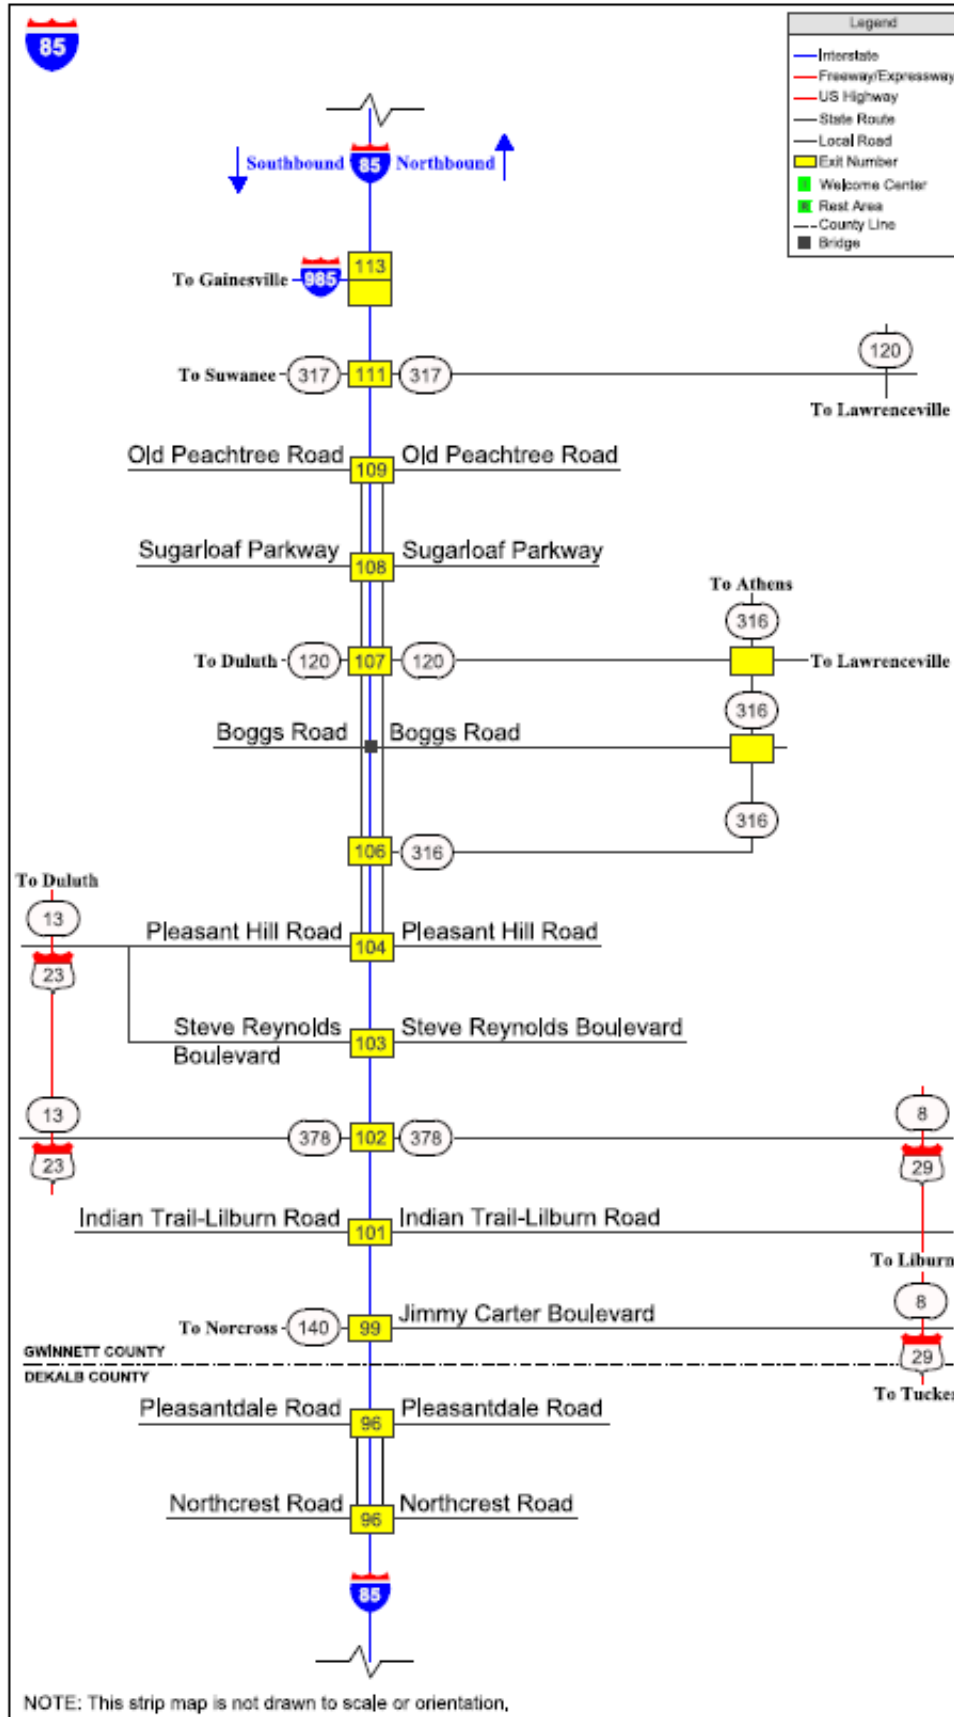 85
Legend
Interstate
Freeway/Expressway
US Highway
State Route
Local Road
Exit Number
Welcome Center
Rest Area
County Line
Bridge
Southbound 85 Northbound
113
To Gainesville 985
To Suwanee 317 111 317
120
To Lawrenceville
Old Peachtree Road 109 Old Peachtree Road
Sugarloaf Parkway 108 Sugarloaf Parkway
To Athens
316
To Duluth 120 107 120 To Lawrenceville
316
Boggs Road Boggs Road
316
106 316
To Duluth
13
Pleasant Hill Road 104 Pleasant Hill Road
23
Steve Reynolds
Boulevard
103 Steve Reynolds Boulevard
13 8
378 102 378
23 29
Indian Trail-Lilburn Road 101 Indian Trail-Lilburn Road
To Liburn
8
To Norcross 140 99 Jimmy Carter Boulevard
GWINNETT COUNTY
29
DEKALB COUNTY
To Tucker
Pleasantdale Road 96 Pleasantdale Road
Northcrest Road 96 Northcrest Road
85
NOTE: This strip map is not drawn to scale or orientation,